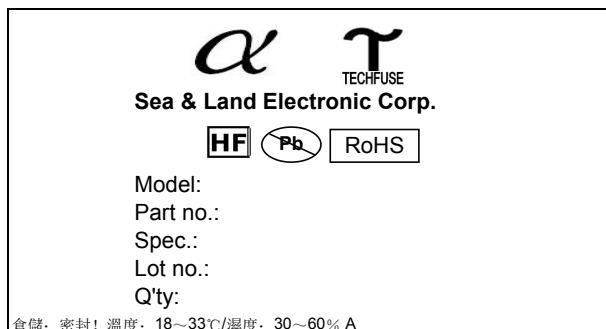 α T
TECHFUSE
Sea & Land Electronic Corp.
HF Pb RoHS
Model:
Part no.:
Spec.:
Lot no.:
Q'ty:
倉儲：密封！溫度：18～33℃/濕度：30～60% A